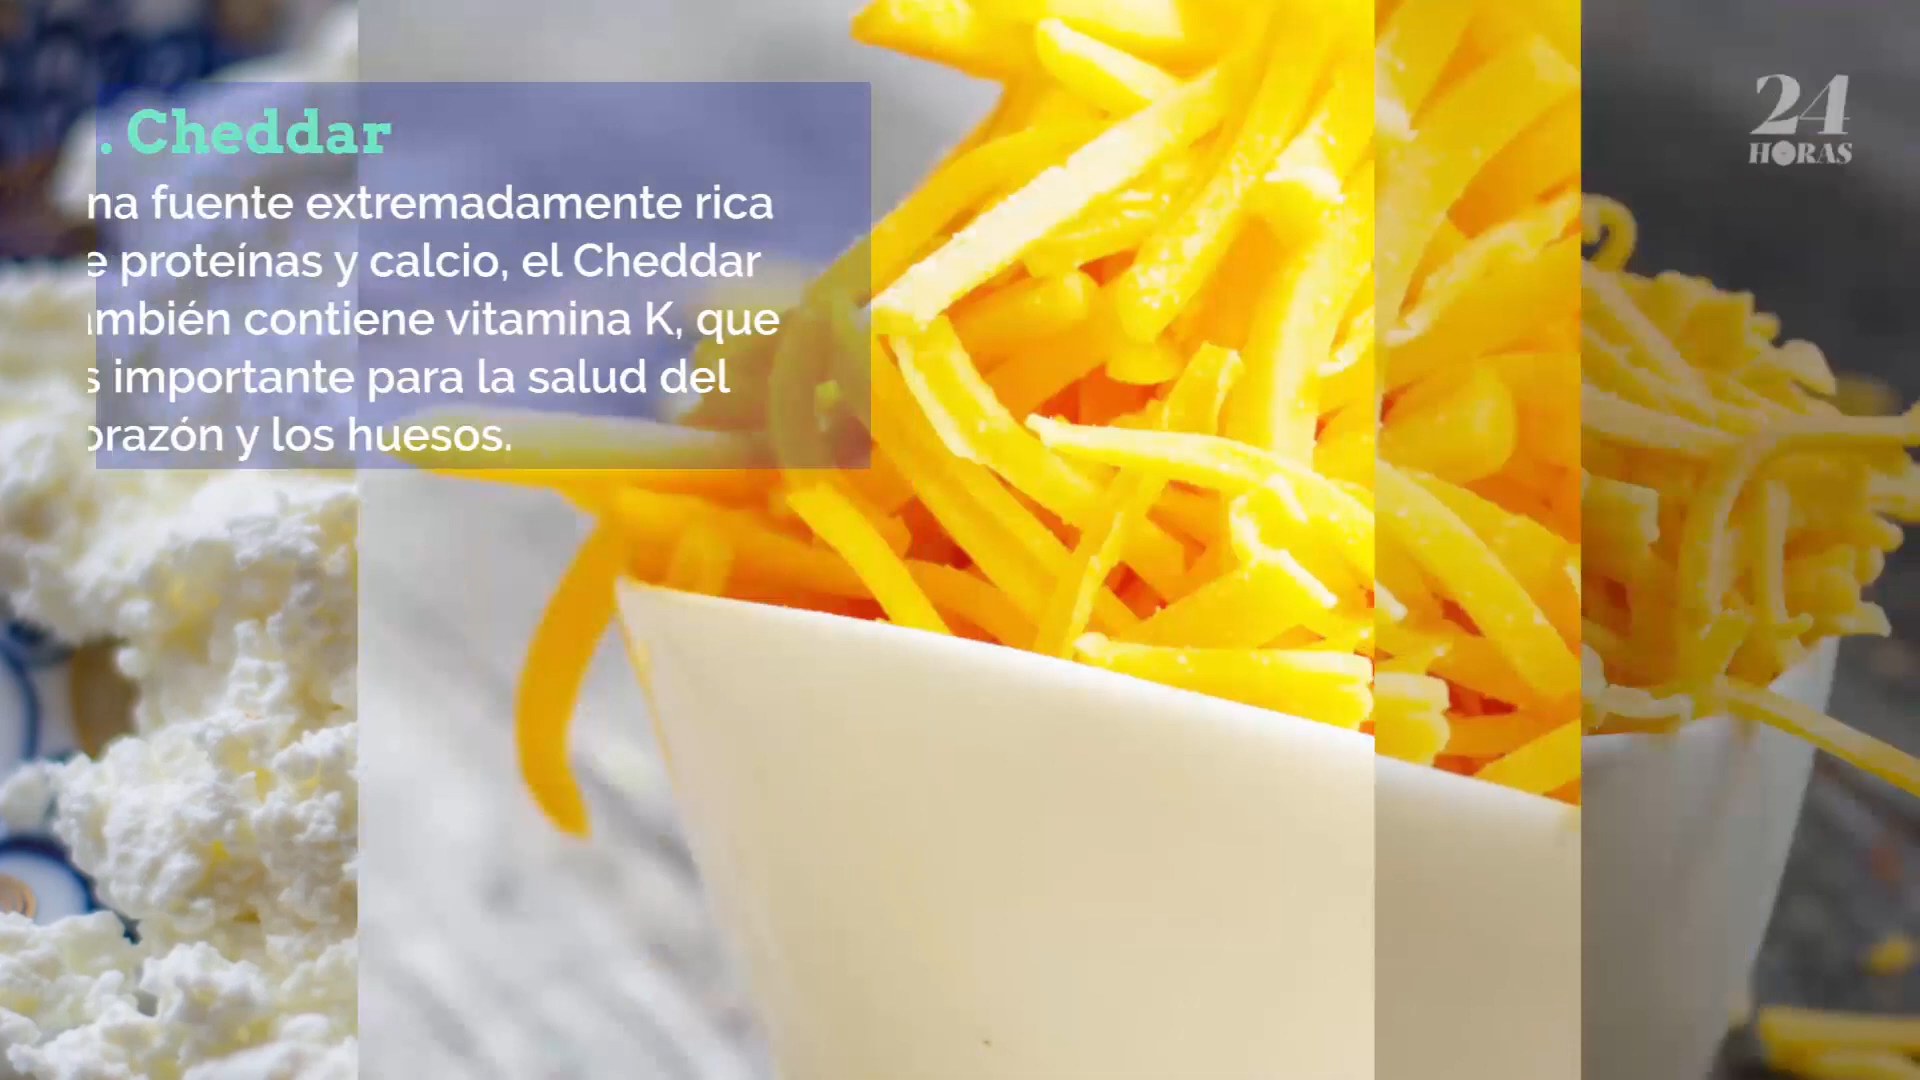 . Cheddar
na fuente extremadamente rica
e proteínas y calcio, el Cheddar
ambién contiene vitamina K, que
s importante para la salud del
orazón y los huesos.
24
HORAS